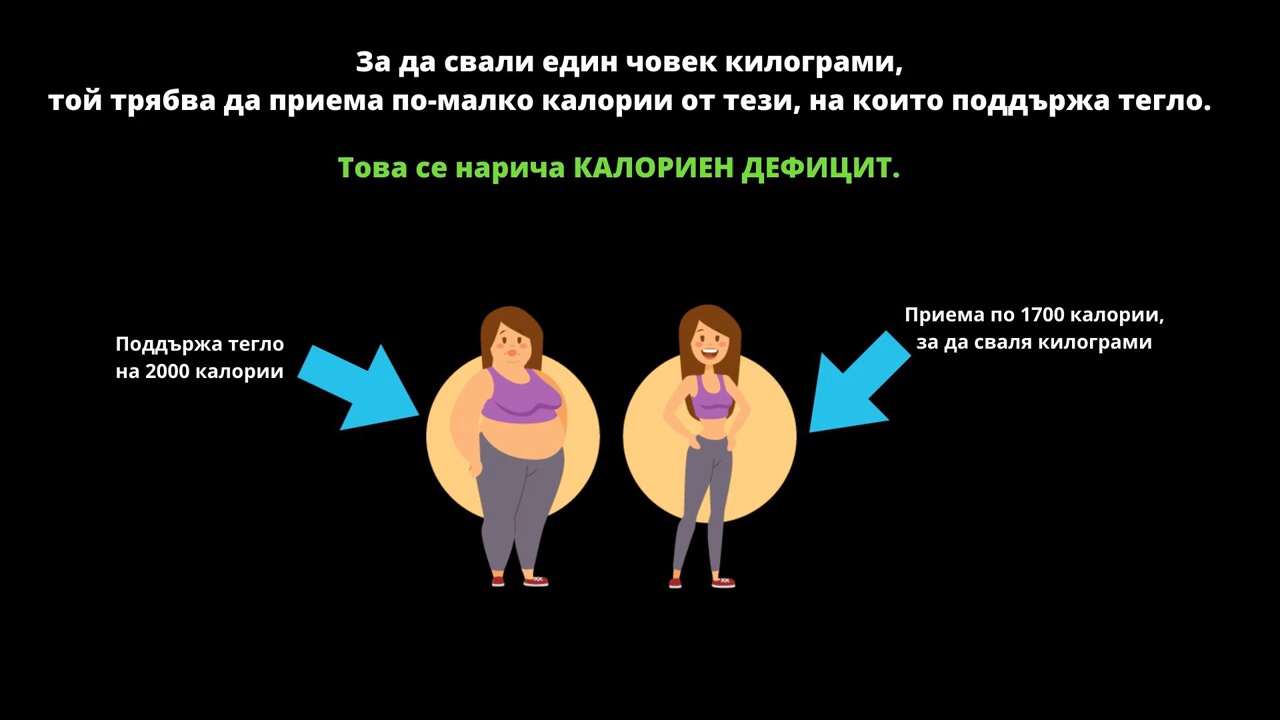 За да свали един човек килограми,
той трябва да приема по-малко калории от тези, на които поддържа тегло.
Това се нарича КАЛОРИЕН ДЕФИЦИТ.
Поддържа тегло
на 2000 калории
Приема по 1700 калории,
за да сваля килограми